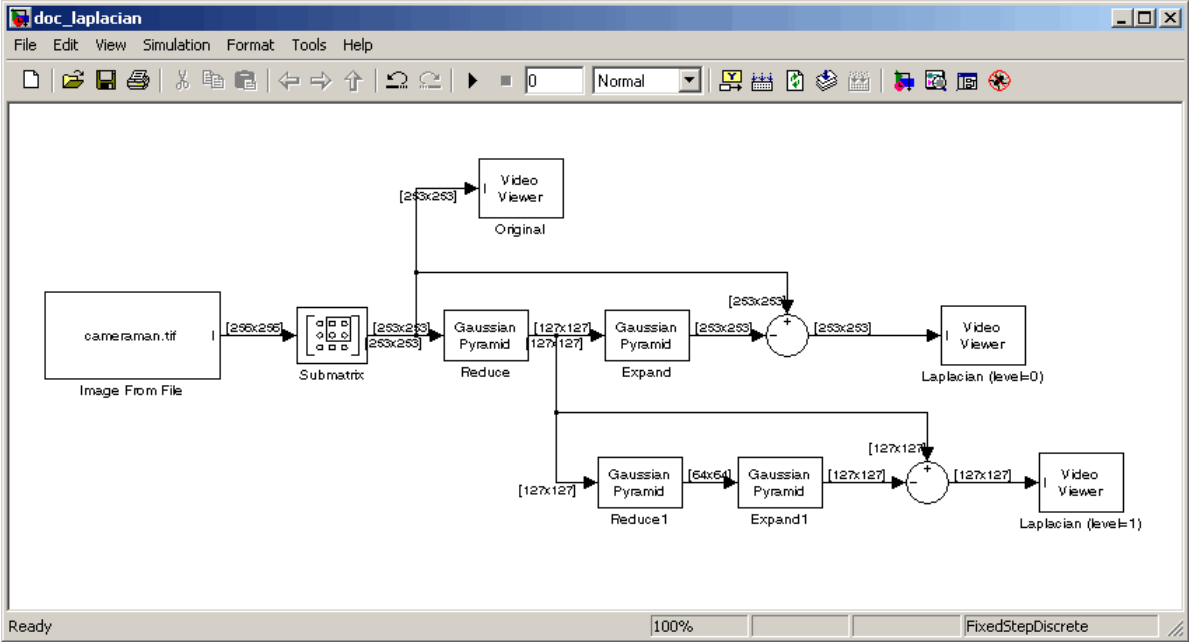 doc_laplacian
File Edit View Simulation Format Tools Help
0 Normal
Video
Viewer
[253x253]
Original
[253x253]
cameraman.tif
[256x256]
[253x253]
[253x253]
Gaussian
Pyramid
[127x127]
[127x127]
Gaussian
Pyramid
[253x253]
[253x253]
Video
Viewer
Image From File
Submatrix
Reduce
Expand
Laplacian (level=0)
[127x127]
[127x127]
Gaussian
Pyramid
[64x64]
Gaussian
Pyramid
[127x127]
[127x127]
Video
Viewer
Reduce1
Expand1
Laplacian (level=1)
Ready 100% FixedStepDiscrete